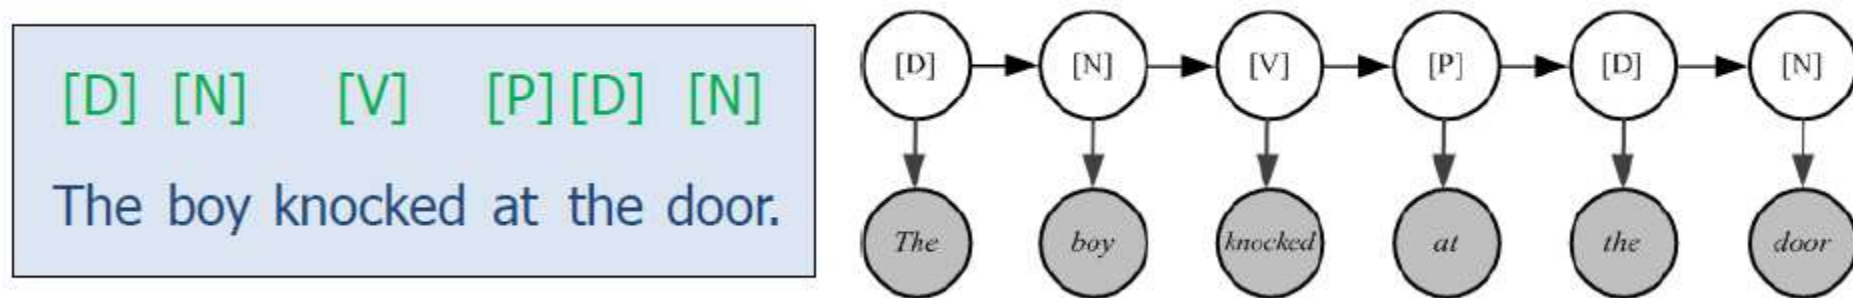 [D] [N] [V] [P] [D] [N]
The boy knocked at the door.
[D] [N] [V] [P] [D] [N]
The boy knocked at the door